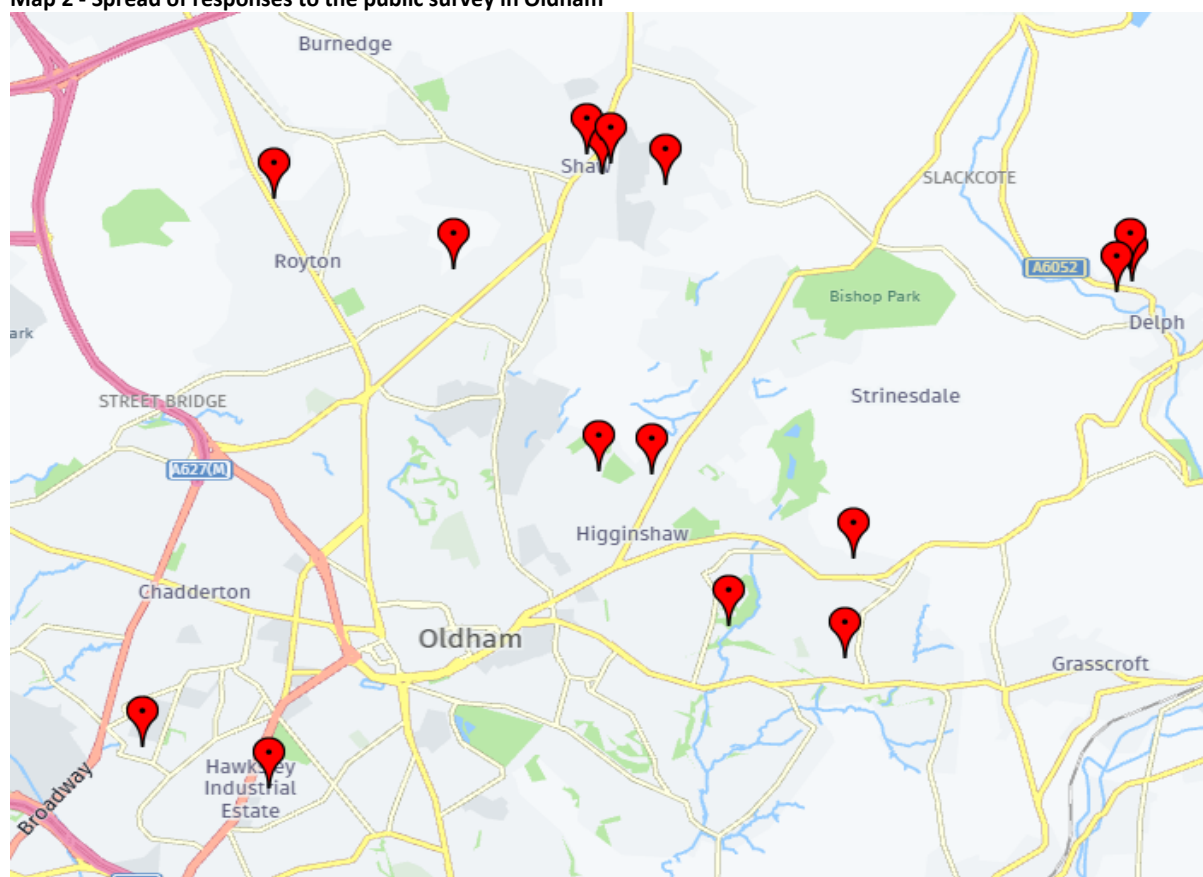 Map 2 - Spread of responses to the public survey in Oldham
Burnedge
Shaw
SLACKCOTE
Royton
A6052
Bishop Park
Delph
ark
STREET BRIDGE
Strinesdale
A627(M)
Higginshaw
Chadderton
Oldham
Grasscroft
Broadway
Hawksley
Industrial
Estate